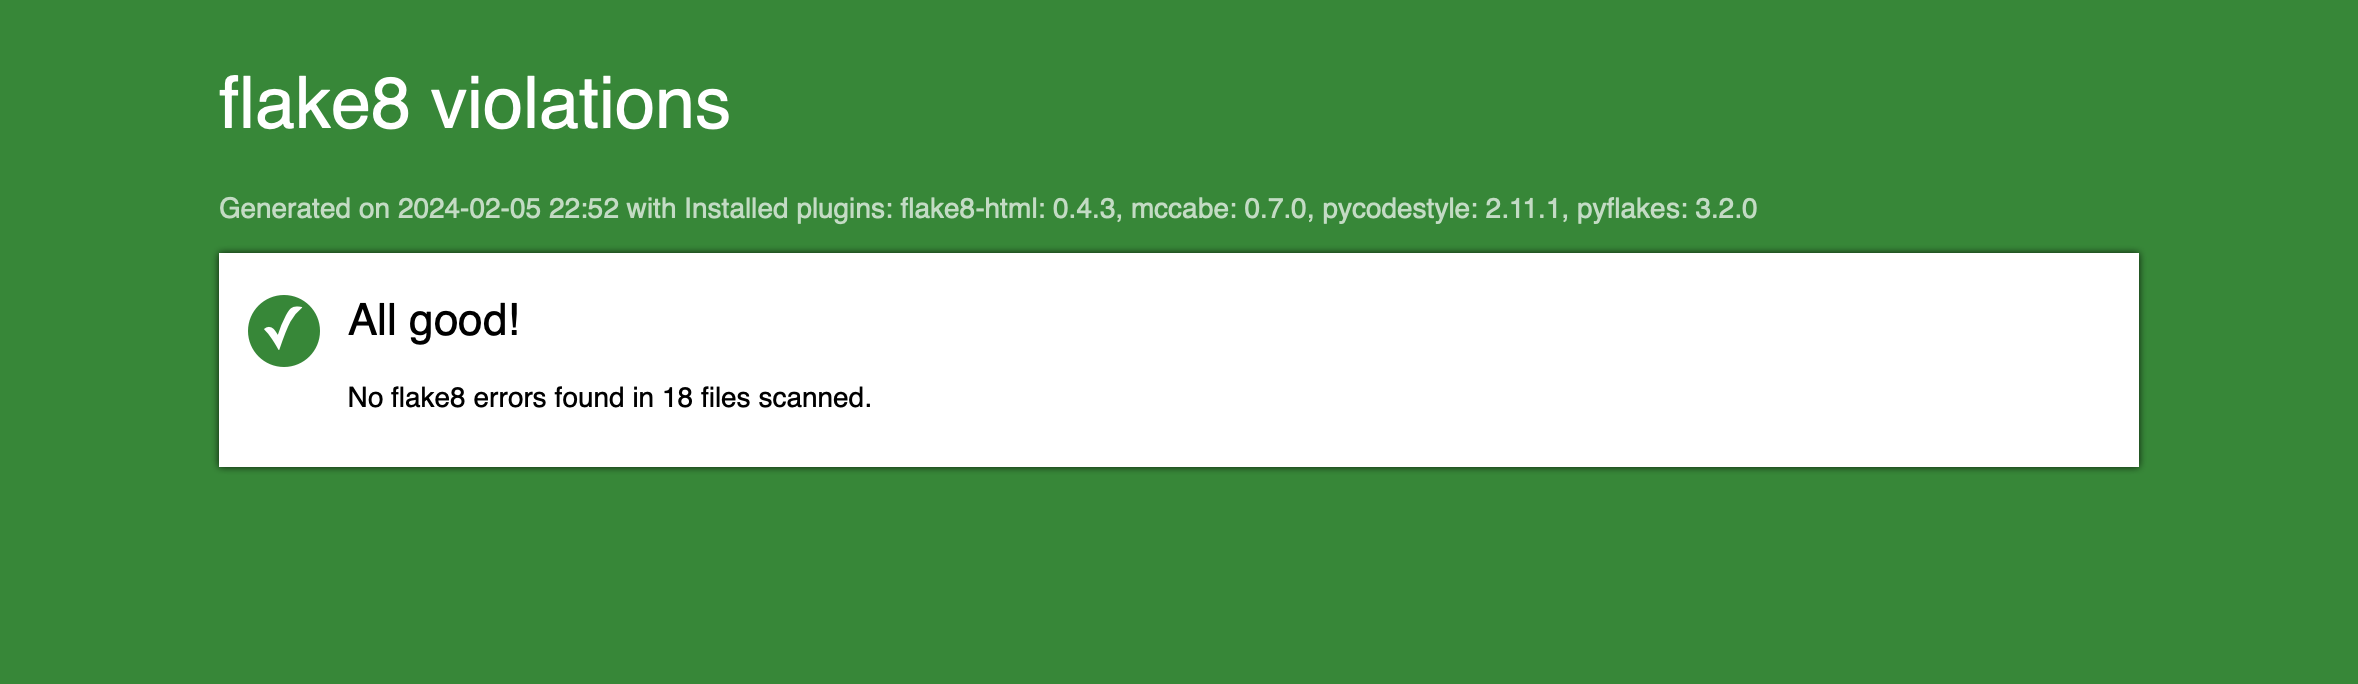 flake8 violations
Generated on 2024-02-05 22:52 with Installed plugins: flake8-html: 0.4.3, mccabe: 0.7.0, pycodestyle: 2.11.1, pyflakes: 3.2.0
All good!
No flake8 errors found in 18 files scanned.